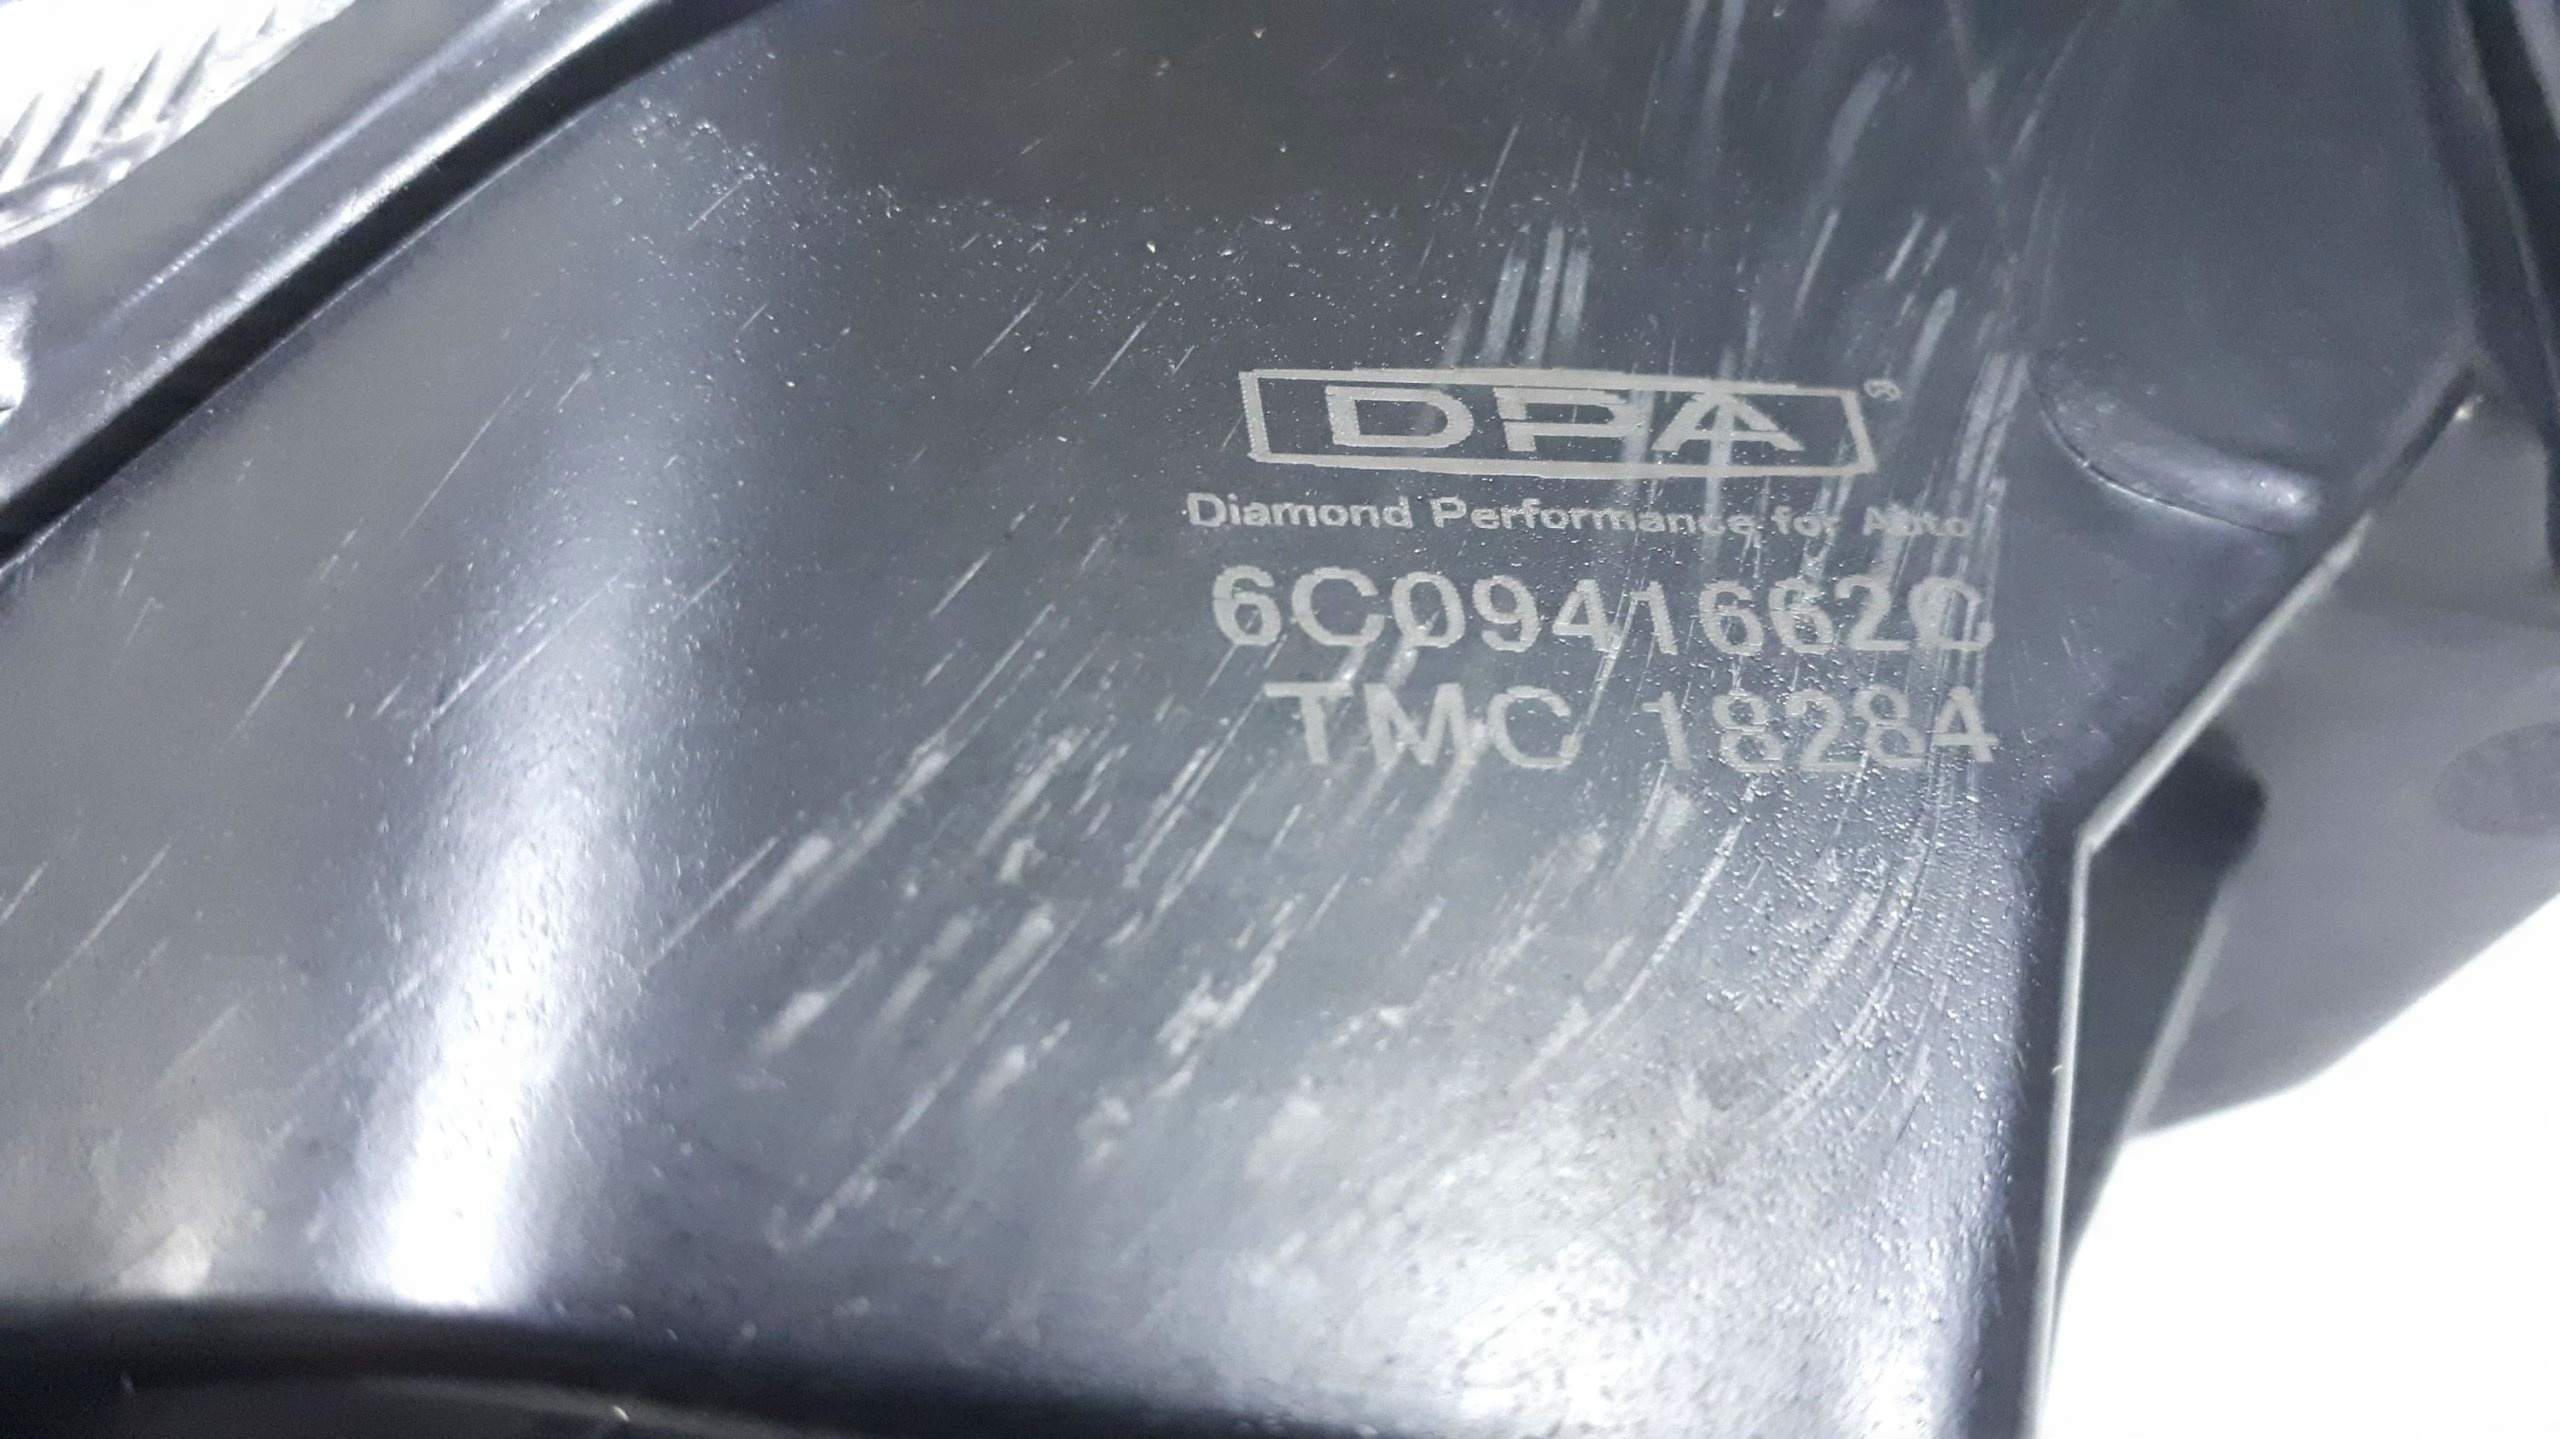 DPA®
Diamond Performance for Auto
6C0941662C
TMC 18284